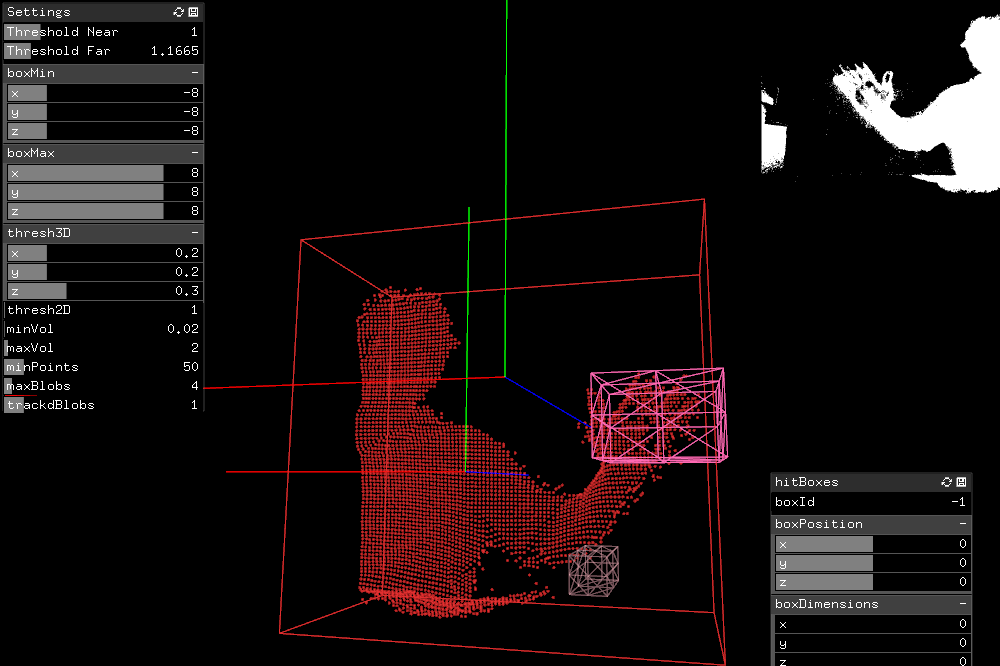 Settings
Threshold Near 1
Threshold Far 1.1665
boxMin –
x -8
y -8
z -8
boxMax –
x 8
y 8
z 8
thresh3D –
x 0.2
y 0.2
z 0.3
thresh2D 1
minVol 0.02
maxVol 2
minPoints 50
maxBlobs 4
trackdBlobs 1
hitBoxes
boxId -1
boxPosition –
x 0
y 0
z 0
boxDimensions –
x 0
y 0
z 0